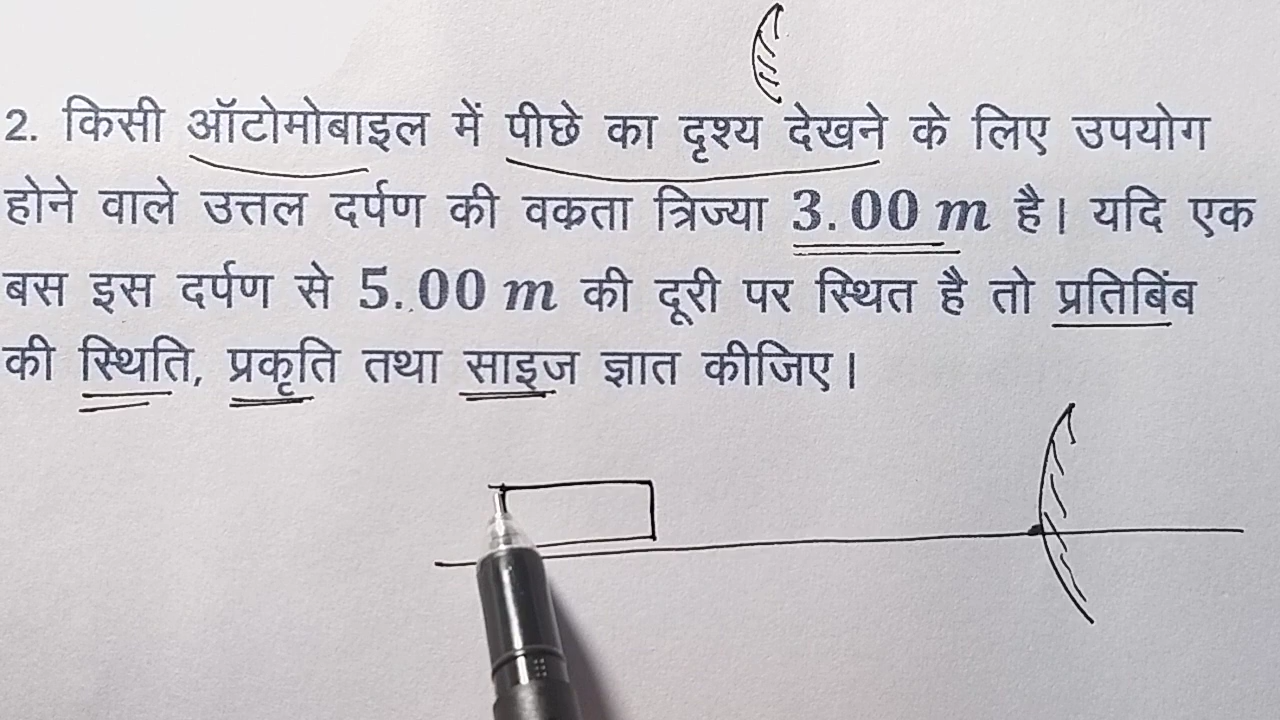 2. किसी ऑटोमोबाइल में पीछे का दृश्य देखने के लिए उपयोग
होने वाले उत्तल दर्पण की वक्रता त्रिज्या 3.00 m है। यदि एक
बस इस दर्पण से 5.00 m की दूरी पर स्थित है तो प्रतिबिंब
की स्थिति, प्रकृति तथा साइज ज्ञात कीजिए।